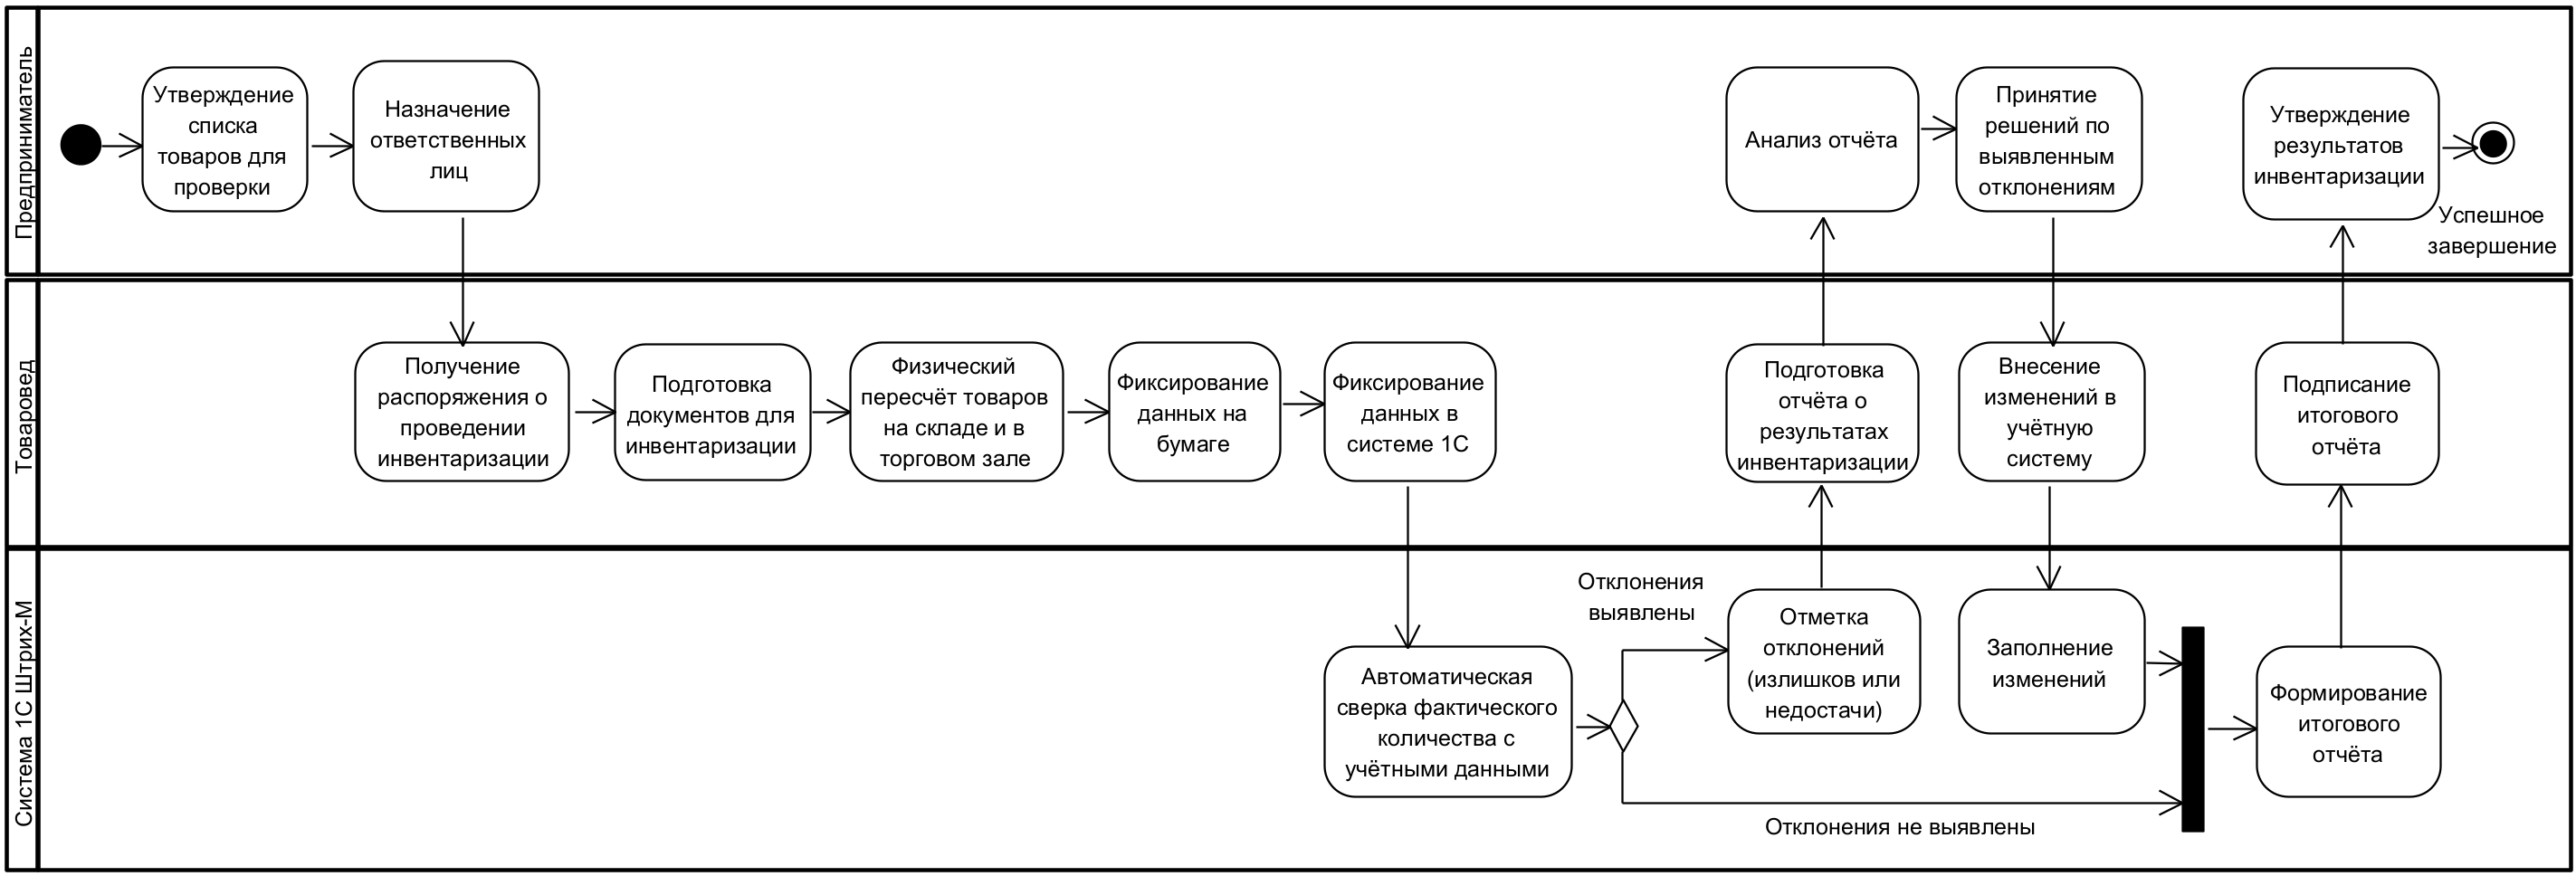 Предприниматель
Утверждение
списка
товаров для
проверки
Назначение
ответственных
лиц
Анализ отчёта
Принятие
решений по
выявленным
отклонениям
Утверждение
результатов
инвентаризации
Успешное
завершение
Товаровед
Получение
распоряжения о
проведении
инвентаризации
Подготовка
документов для
инвентаризации
Физический
пересчёт товаров
на складе и в
торговом зале
Фиксирование
данных на
бумаге
Фиксирование
данных в
системе 1С
Подготовка
отчёта о
результатах
инвентаризации
Внесение
изменений в
учётную
систему
Подписание
итогового
отчёта
Система 1С Штрих-М
Автоматическая
сверка фактического
количества с
учётными данными
Отклонения
выявлены
Отметка
отклонений
(излишков или
недостачи)
Заполнение
изменений
Отклонения не выявлены
Формирование
итогового
отчёта